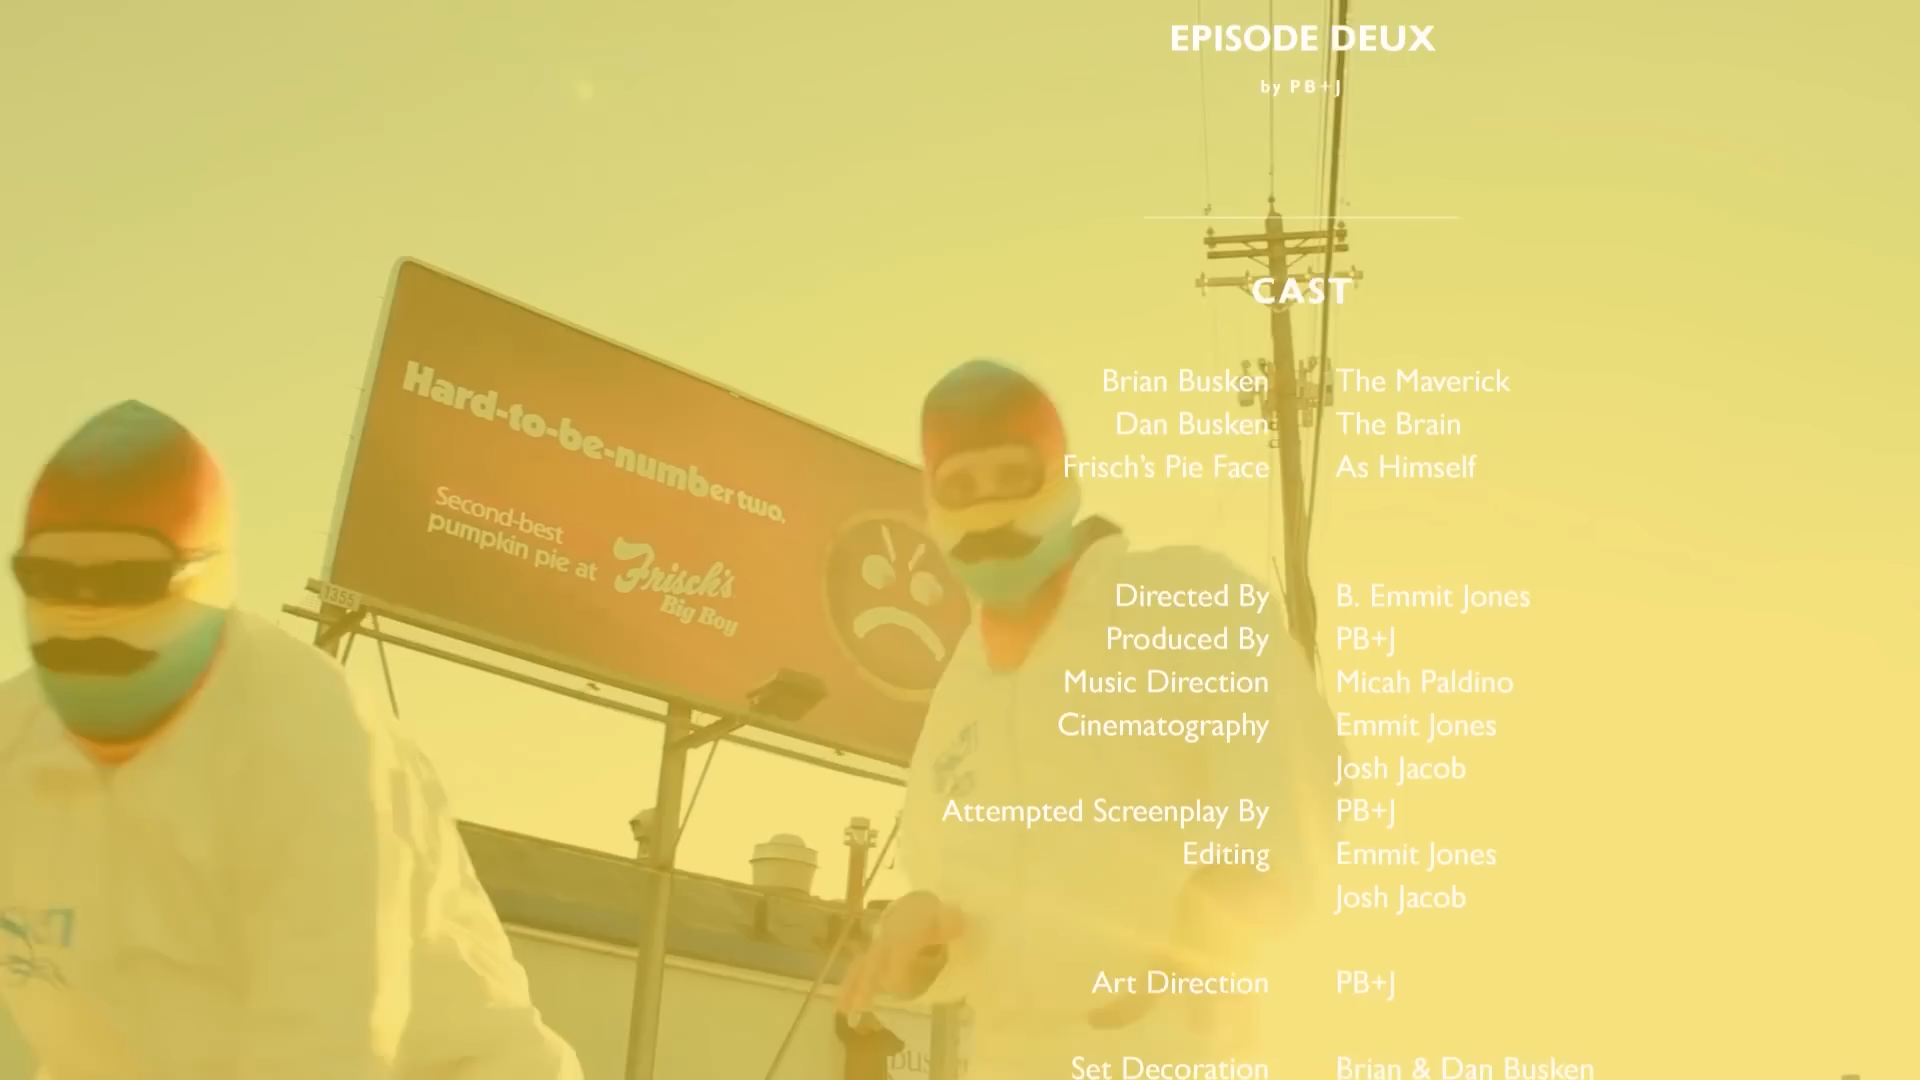 EPISODE DEUX
by PB+J
CAST
Brian Busken The Maverick
Dan Busken The Brain
Frisch's Pie Face As Himself
Directed By B. Emmit Jones
Produced By PB+J
Music Direction Micah Paldino
Cinematography Emmit Jones
Josh Jacob
Attempted Screenplay By PB+J
Editing Emmit Jones
Josh Jacob
Art Direction PB+J
Set Decoration Brian & Dan Busken
Hard-to-be-number two.
Second-best
pumpkin pie at
Frisch's
Big Boy
1355